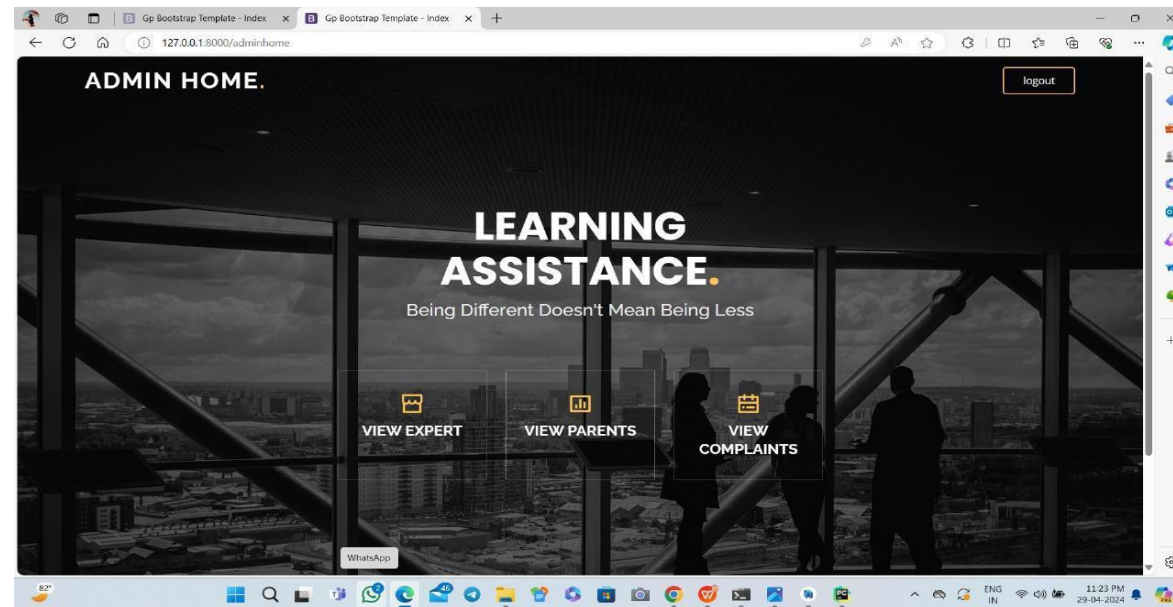 Gp Bootstrap Template - Index
Gp Bootstrap Template - Index
127.0.0.1:8000/adminhome
ADMIN HOME.
logout
LEARNING
ASSISTANCE.
Being Different Doesn't Mean Being Less
VIEW EXPERT
VIEW PARENTS
VIEW
COMPLAINTS
WhatsApp
82°
ENG
IN
11:23 PM
29-04-2024